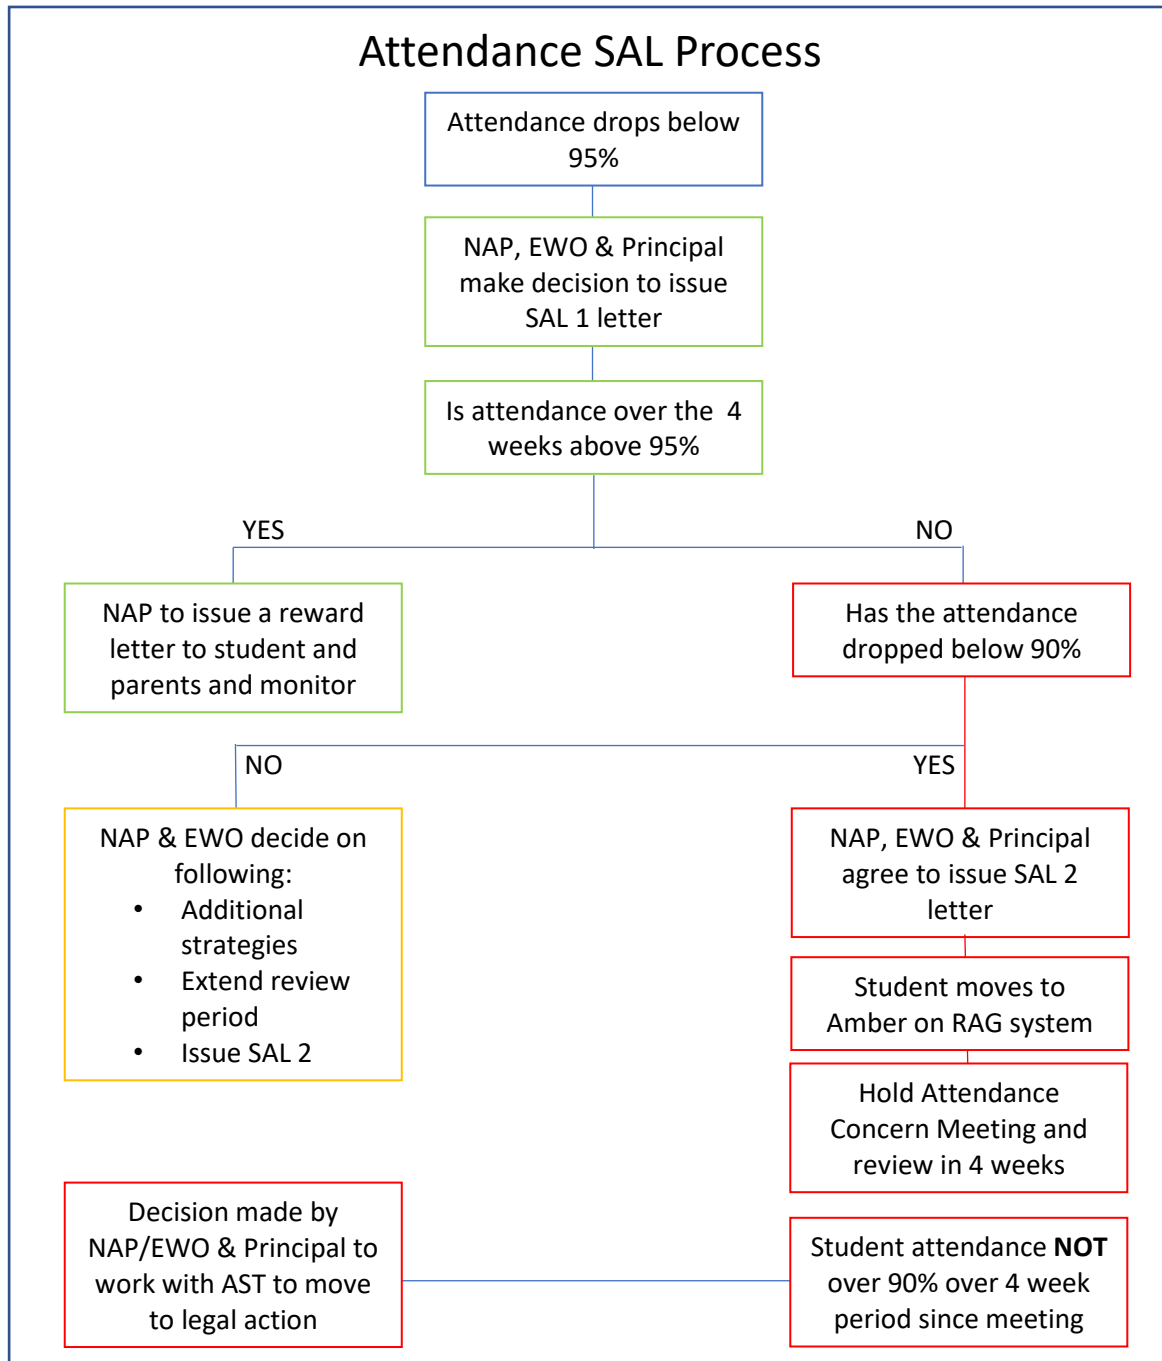 Attendance SAL Process
Attendance drops below
95%
NAP, EWO & Principal
make decision to issue
SAL 1 letter
Is attendance over the 4
weeks above 95%
YES
NO
NAP to issue a reward
letter to student and
parents and monitor
Has the attendance
dropped below 90%
NO
YES
NAP & EWO decide on
following:
• Additional
strategies
• Extend review
period
• Issue SAL 2
NAP, EWO & Principal
agree to issue SAL 2
letter
Student moves to
Amber on RAG system
Hold Attendance
Concern Meeting and
review in 4 weeks
Decision made by
NAP/EWO & Principal to
work with AST to move
to legal action
Student attendance NOT
over 90% over 4 week
period since meeting